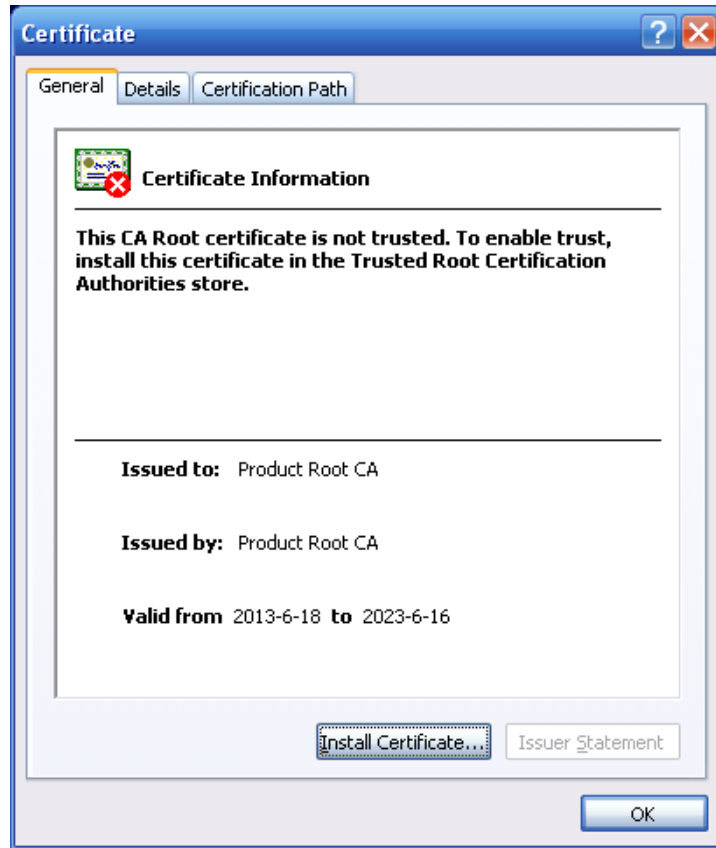 Certificate
General Details Certification Path
Certificate Information
This CA Root certificate is not trusted. To enable trust,
install this certificate in the Trusted Root Certification
Authorities store.
Issued to: Product Root CA
Issued by: Product Root CA
Valid from 2013-6-18 to 2023-6-16
Install Certificate... Issuer Statement
OK